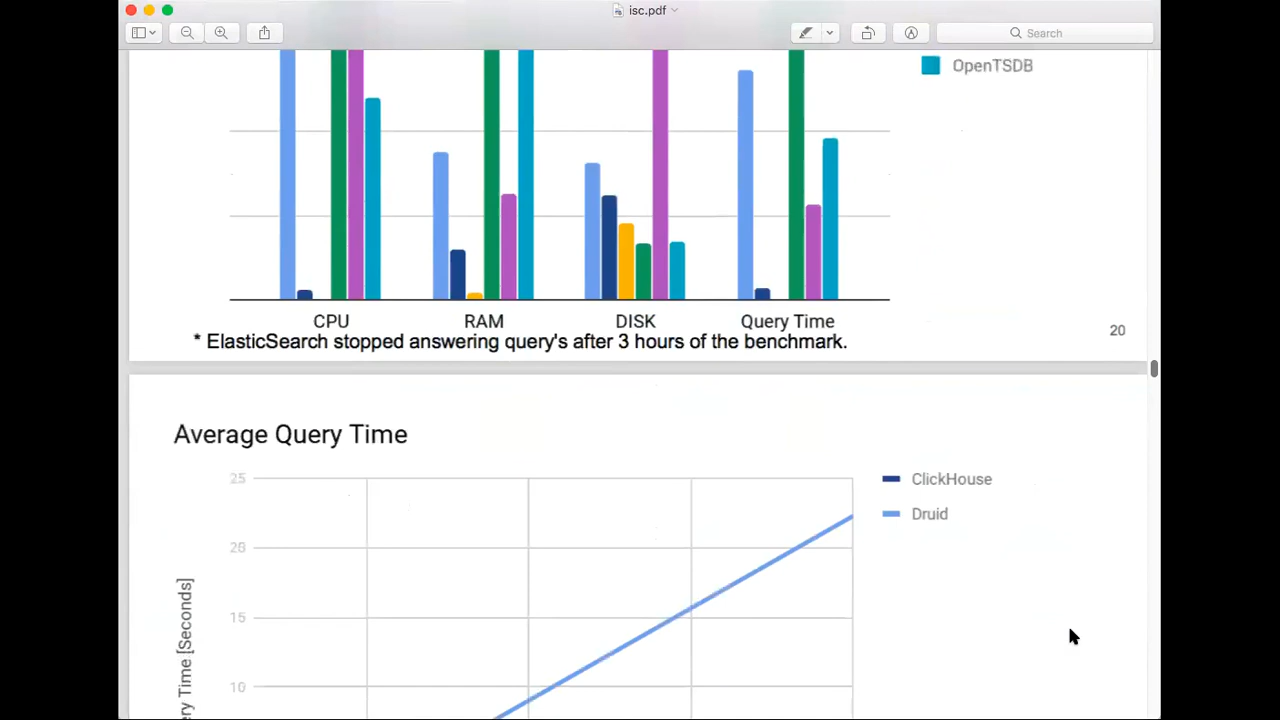 isc.pdf
Search
OpenTSDB
CPU
RAM
DISK
Query Time
* ElasticSearch stopped answering query's after 3 hours of the benchmark.
20
Average Query Time
25
ClickHouse
Druid
20
15
10
Time [Seconds]